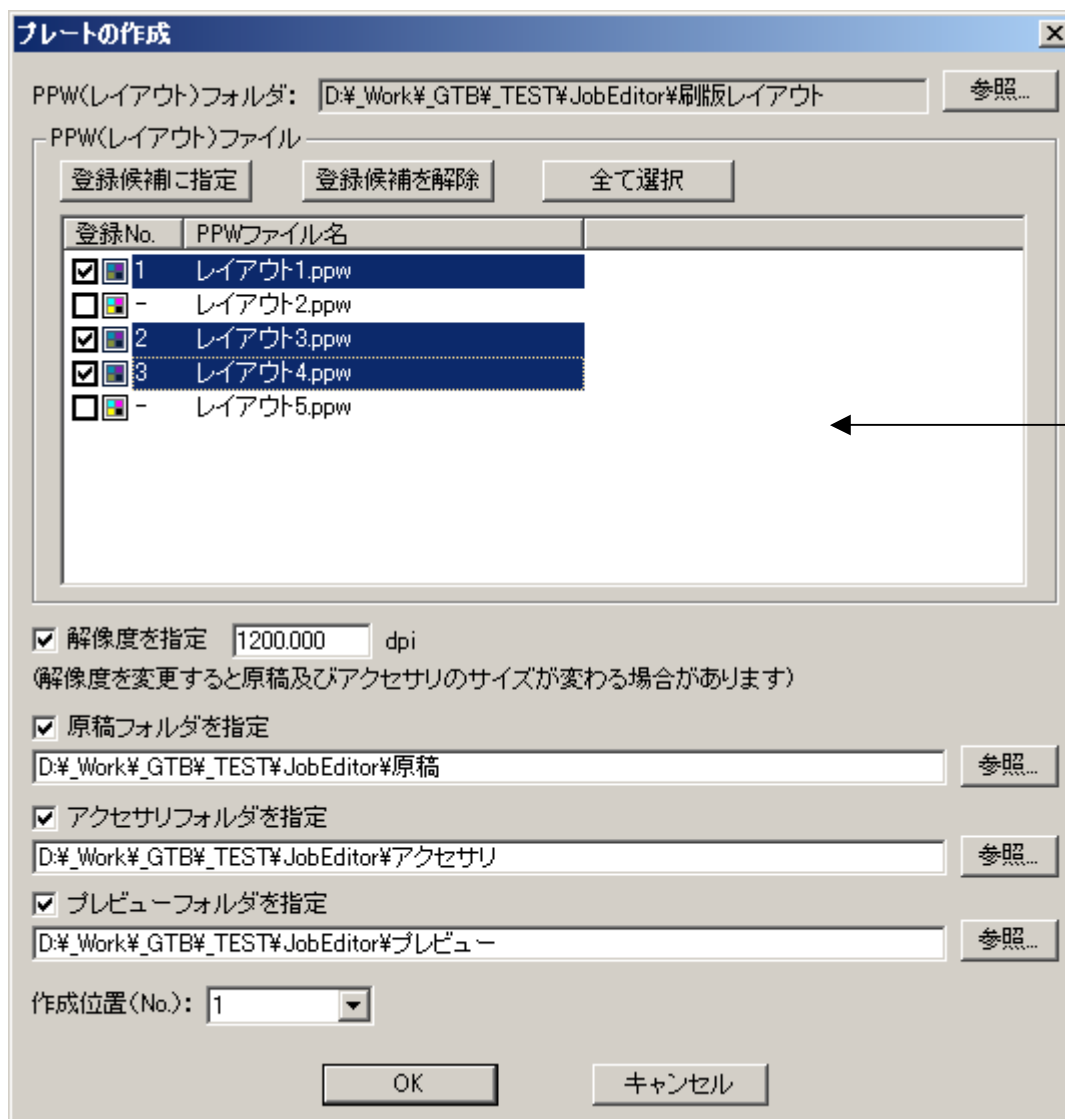 プレートの作成
PPW(レイアウト)フォルダ: D:¥_Work¥_GTB¥_TEST¥JobEditor¥刷版レイアウト 参照...
PPW(レイアウト)ファイル
登録候補に指定 登録候補を解除 全て選択
登録No. PPWファイル名
1 レイアウト1.ppw
- レイアウト2.ppw
2 レイアウト3.ppw
3 レイアウト4.ppw
- レイアウト5.ppw
解像度を指定 1200.000 dpi
(解像度を変更すると原稿及びアクセサリのサイズが変わる場合があります)
原稿フォルダを指定
D:¥_Work¥_GTB¥_TEST¥JobEditor¥原稿 参照...
アクセサリフォルダを指定
D:¥_Work¥_GTB¥_TEST¥JobEditor¥アクセサリ 参照...
プレビューフォルダを指定
D:¥_Work¥_GTB¥_TEST¥JobEditor¥プレビュー 参照...
作成位置(No.): 1
OK キャンセル